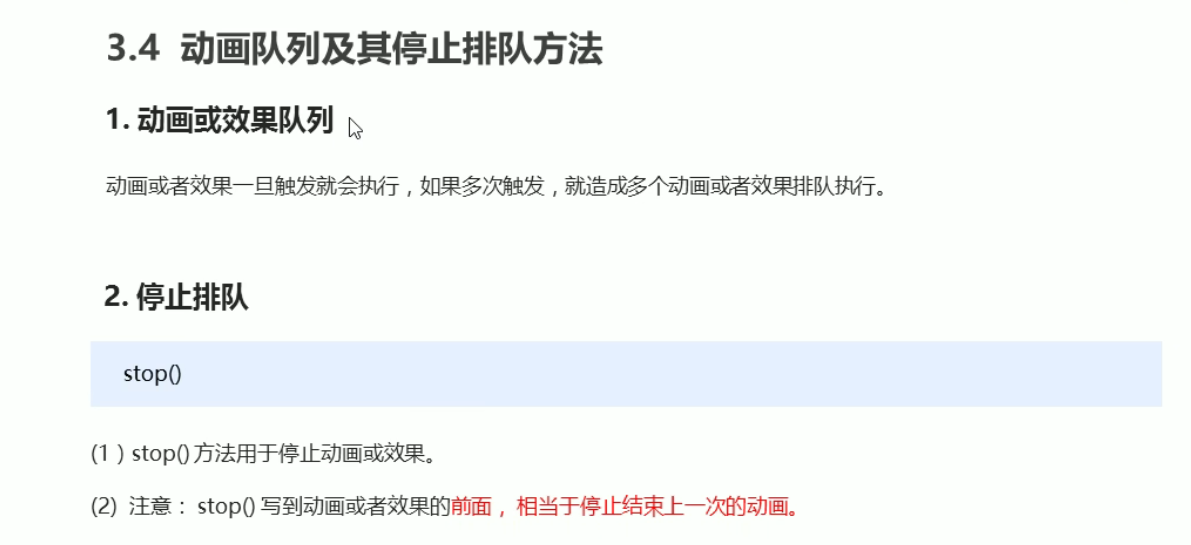 3.4 动画队列及其停止排队方法
1. 动画或效果队列
动画或者效果一旦触发就会执行，如果多次触发，就造成多个动画或者效果排队执行。
2. 停止排队
stop()
(1 ) stop() 方法用于停止动画或效果。
(2) 注意： stop() 写到动画或者效果的前面， 相当于停止结束上一次的动画。